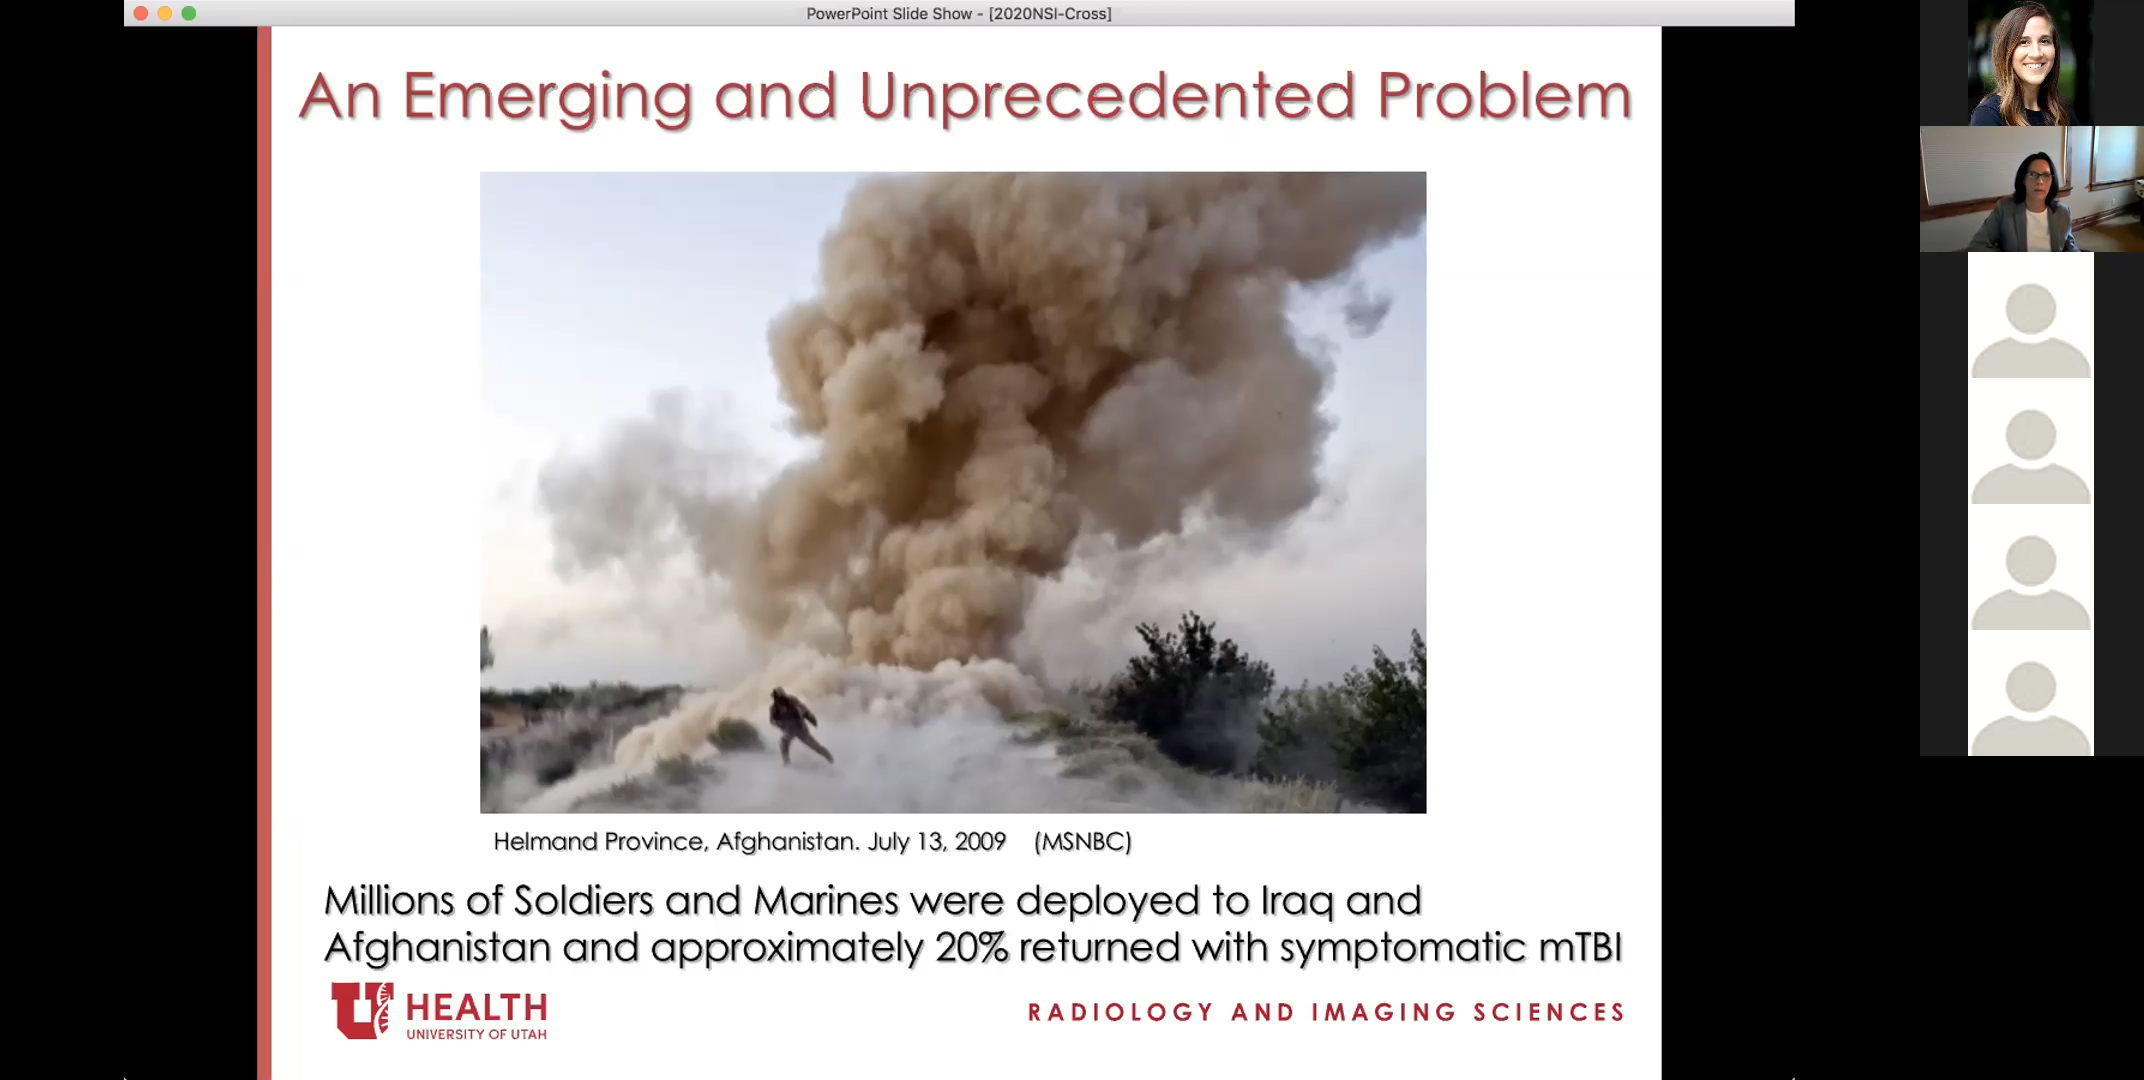 PowerPoint Slide Show - [2020NSI-Cross]
An Emerging and Unprecedented Problem
Helmand Province, Afghanistan. July 13, 2009 (MSNBC)
Millions of Soldiers and Marines were deployed to Iraq and
Afghanistan and approximately 20% returned with symptomatic mTBI
U HEALTH
UNIVERSITY OF UTAH
RADIOLOGY AND IMAGING SCIENCES